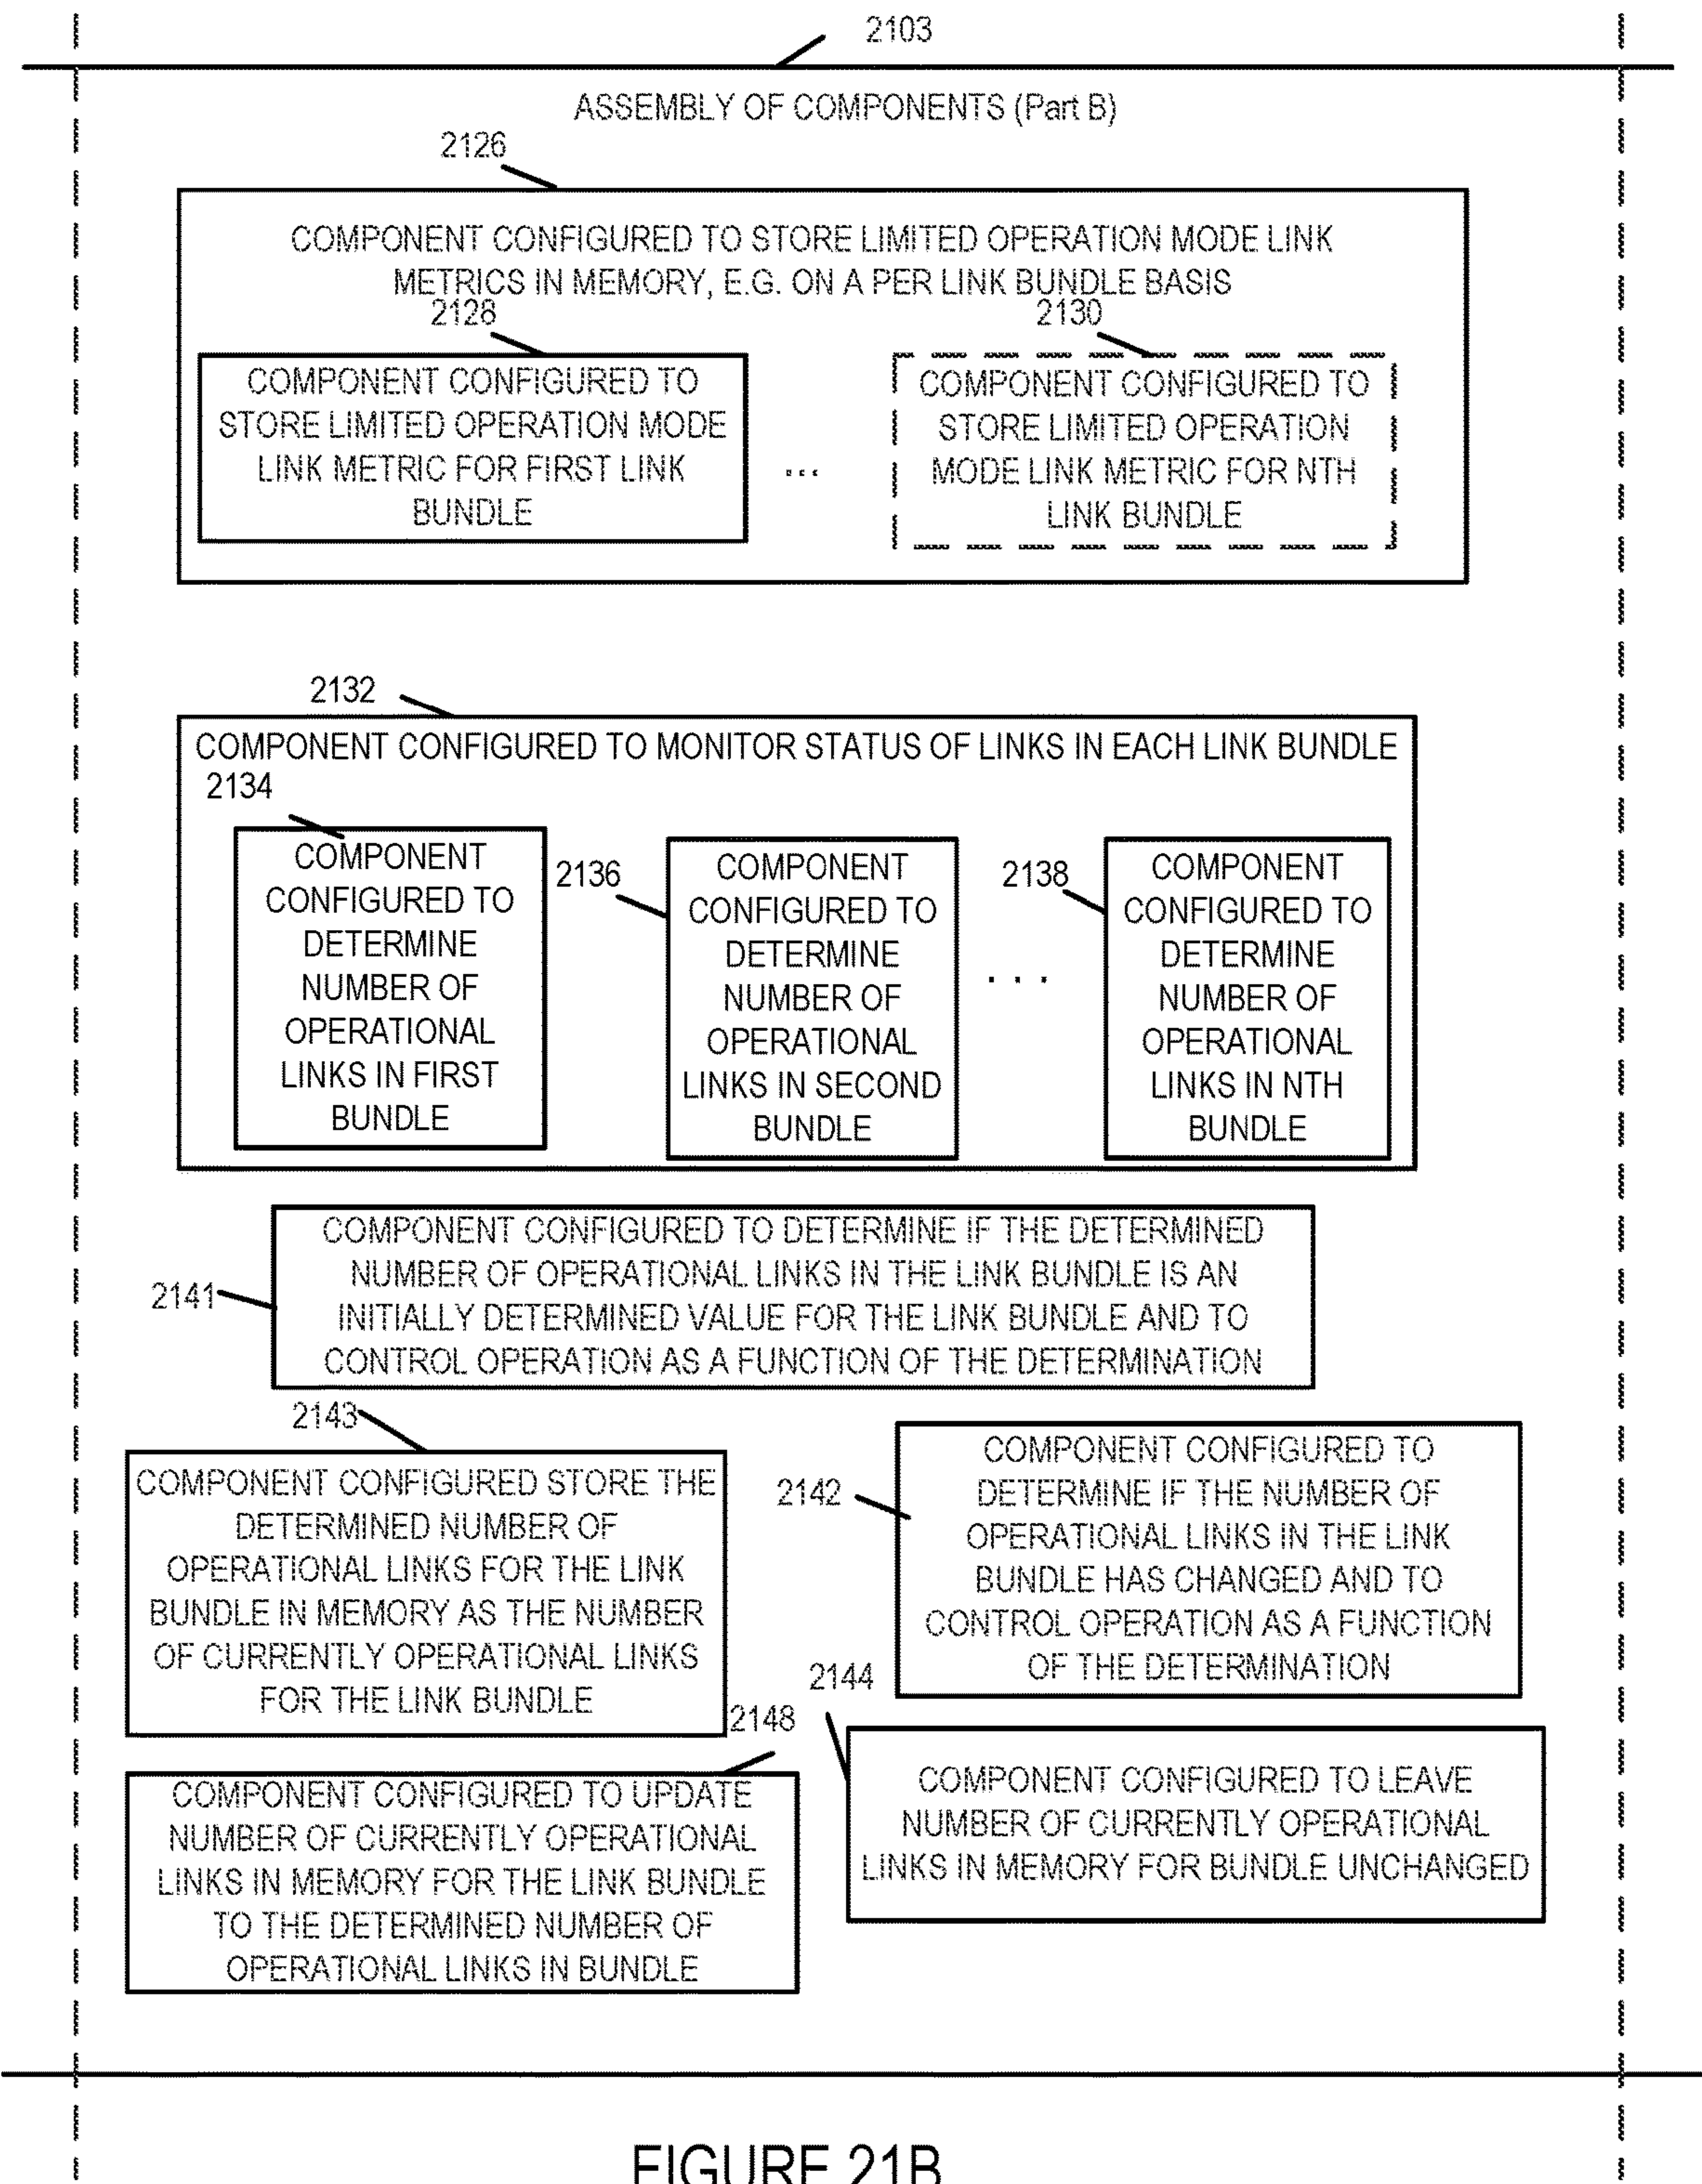 2103
ASSEMBLY OF COMPONENTS (Part B)
2126
COMPONENT CONFIGURED TO STORE LIMITED OPERATION MODE LINK
METRICS IN MEMORY, E.G. ON A PER LINK BUNDLE BASIS
2128
COMPONENT CONFIGURED TO
STORE LIMITED OPERATION MODE
LINK METRIC FOR FIRST LINK
BUNDLE
...
2130
COMPONENT CONFIGURED TO
STORE LIMITED OPERATION
MODE LINK METRIC FOR NTH
LINK BUNDLE
2132
COMPONENT CONFIGURED TO MONITOR STATUS OF LINKS IN EACH LINK BUNDLE
2134
COMPONENT
CONFIGURED TO
DETERMINE
NUMBER OF
OPERATIONAL
LINKS IN FIRST
BUNDLE
2136
COMPONENT
CONFIGURED TO
DETERMINE
NUMBER OF
OPERATIONAL
LINKS IN SECOND
BUNDLE
. . .
2138
COMPONENT
CONFIGURED TO
DETERMINE
NUMBER OF
OPERATIONAL
LINKS IN NTH
BUNDLE
2141
COMPONENT CONFIGURED TO DETERMINE IF THE DETERMINED
NUMBER OF OPERATIONAL LINKS IN THE LINK BUNDLE IS AN
INITIALLY DETERMINED VALUE FOR THE LINK BUNDLE AND TO
CONTROL OPERATION AS A FUNCTION OF THE DETERMINATION
2143
COMPONENT CONFIGURED STORE THE
DETERMINED NUMBER OF
OPERATIONAL LINKS FOR THE LINK
BUNDLE IN MEMORY AS THE NUMBER
OF CURRENTLY OPERATIONAL LINKS
FOR THE LINK BUNDLE
2142
COMPONENT CONFIGURED TO
DETERMINE IF THE NUMBER OF
OPERATIONAL LINKS IN THE LINK
BUNDLE HAS CHANGED AND TO
CONTROL OPERATION AS A FUNCTION
OF THE DETERMINATION
2148
COMPONENT CONFIGURED TO UPDATE
NUMBER OF CURRENTLY OPERATIONAL
LINKS IN MEMORY FOR THE LINK BUNDLE
TO THE DETERMINED NUMBER OF
OPERATIONAL LINKS IN BUNDLE
2144
COMPONENT CONFIGURED TO LEAVE
NUMBER OF CURRENTLY OPERATIONAL
LINKS IN MEMORY FOR BUNDLE UNCHANGED
FIGURE 21B